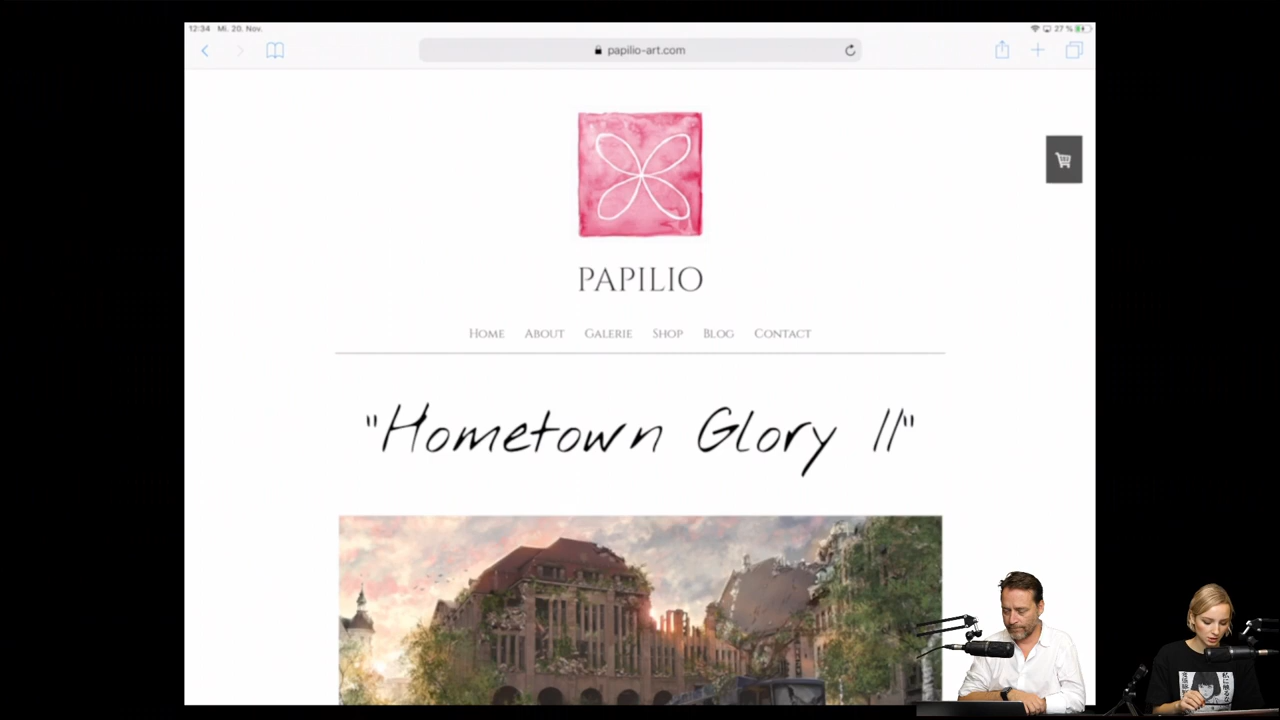 12:34 Mi. 20. Nov.
27 %
papilio-art.com
PAPILIO
Home About Galerie Shop Blog Contact
"Hometown Glory II"